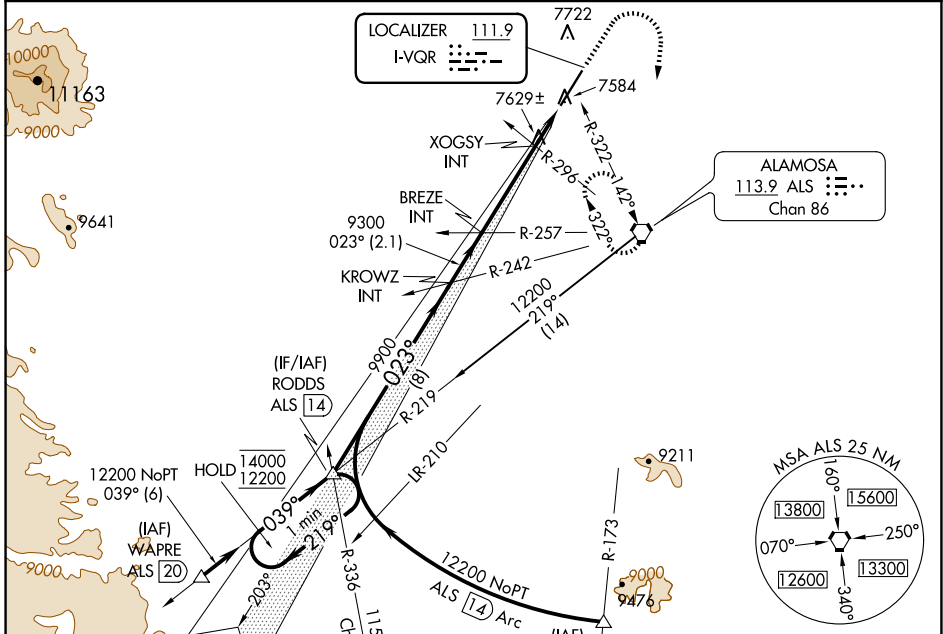 7722
LOCALIZER 111.9
I-VQR
10000
11163
9000
7584
7629±
XOGSY
INT
R-296
R-322
142°
322°
ALAMOSA
113.9 ALS
Chan 86
9641
BREZE
INT
9300
023° (2.1)
R-257
R-242
KROWZ
INT
12200
219°
(14)
9900
023°
(8)
(IF/IAF)
RODDS
ALS 14
R-219
LR-210
12200 NoPT
039° (6)
HOLD 14000
12200
039°
1 min
219°
(IAF)
WAPRE
ALS 20
9000
203°
R-336
115
Ch
12200 NoPT
ALS 14 Arc
R-173
9211
9000
9476
(IAF)
MSA ALS 25 NM
160°
13800
15600
070°
250°
12600
13300
340°